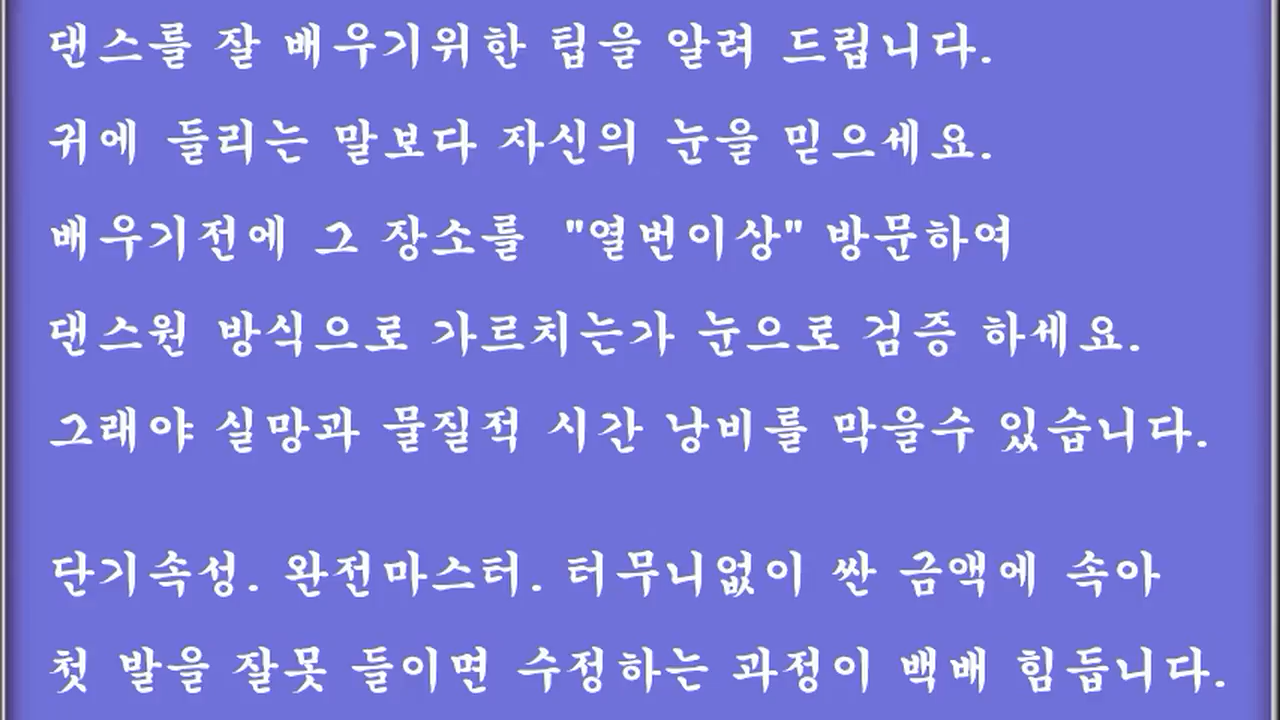 댄스를 잘 배우기위한 팁을 알려 드립니다.
귀에 들리는 말보다 자신의 눈을 믿으세요.
배우기전에 그 장소를 "열번이상" 방문하여
댄스원 방식으로 가르치는가 눈으로 검증 하세요.
그래야 실망과 물질적 시간 낭비를 막을수 있습니다.
단기속성. 완전마스터. 터무니없이 싼 금액에 속아
첫 발을 잘못 들이면 수정하는 과정이 백배 힘듭니다.